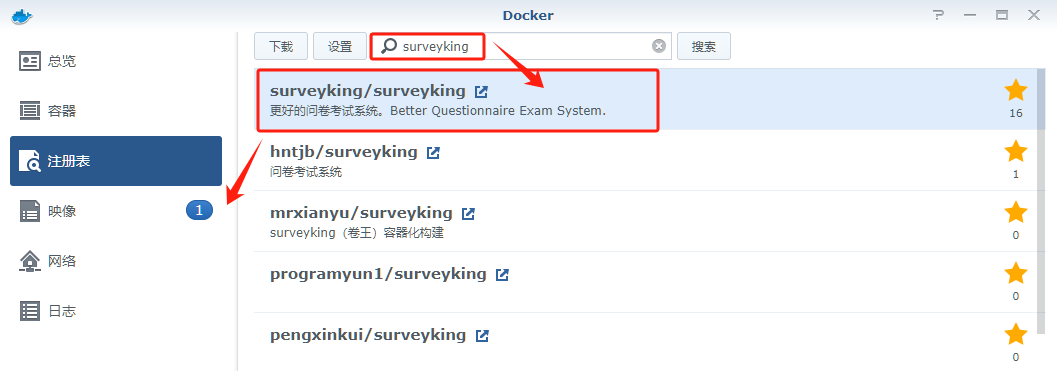 Docker
总览
容器
注册表
映像
1
网络
日志
下载
设置
surveyking
搜索
surveyking/surveyking
更好的问卷考试系统。Better Questionnaire Exam System.
16
hntjb/surveyking
问卷考试系统
1
mrxianyu/surveyking
surveyking（卷王）容器化构建
0
programyun1/surveyking
0
pengxinkui/surveyking
0